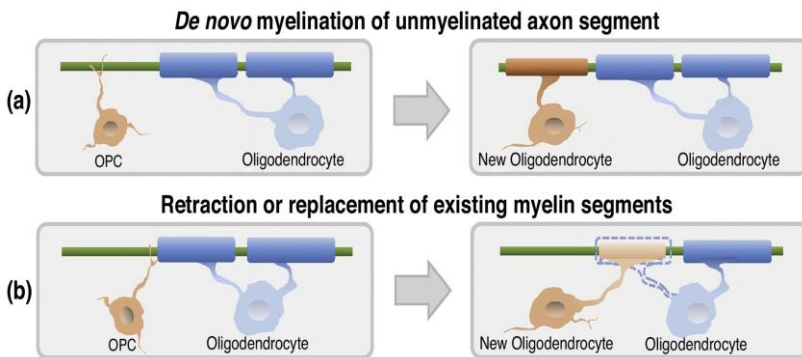 De novo myelination of unmyelinated axon segment
(a)
OPC
Oligodendrocyte
New Oligodendrocyte
Oligodendrocyte
Retraction or replacement of existing myelin segments
(b)
OPC
Oligodendrocyte
New Oligodendrocyte
Oligodendrocyte